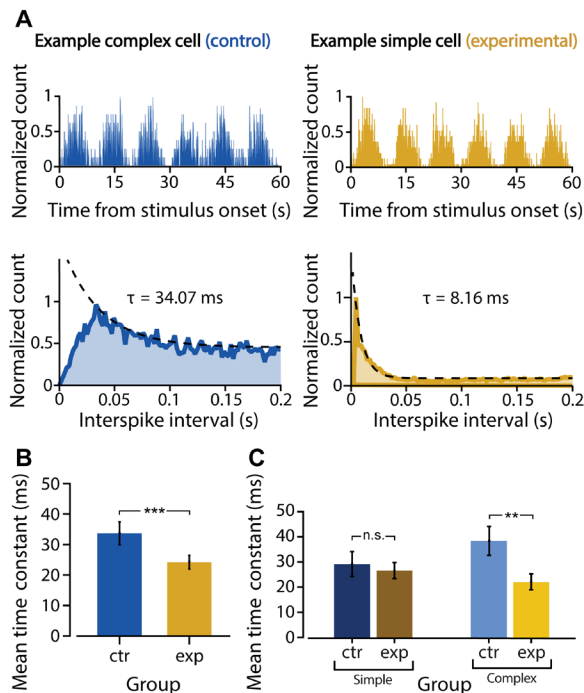 A
Example complex cell (control)
Example simple cell (experimental)
Normalized count
1
0.5
0
0 15 30 45 60
Time from stimulus onset (s)
Normalized count
1
0.5
0
0 15 30 45 60
Time from stimulus onset (s)
Normalized count
1
0.5
0
τ = 34.07 ms
0 0.05 0.1 0.15 0.2
Interspike interval (s)
Normalized count
1
0.5
0
τ = 8.16 ms
0 0.05 0.1 0.15 0.2
Interspike interval (s)
B
Mean time constant (ms)
50
40
30
20
10
0
***
ctr exp
Group
C
Mean time constant (ms)
50
40
30
20
10
0
n.s.
**
ctr exp ctr exp
Simple Complex
Group